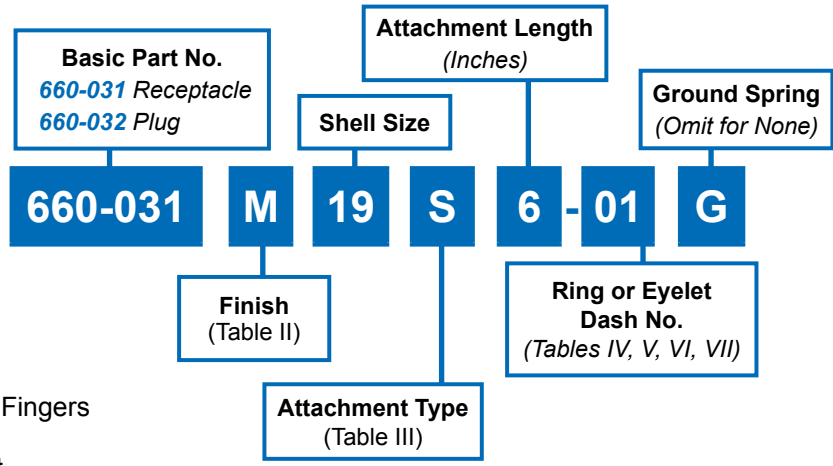 Basic Part No.
660-031 Receptacle
660-032 Plug
Shell Size
Attachment Length
(Inches)
Ground Spring
(Omit for None)
660-031 M 19 S 6 - 01 G
Finish
(Table II)
Attachment Type
(Table III)
Ring or Eyelet
Dash No.
(Tables IV, V, VI, VII)
Fingers